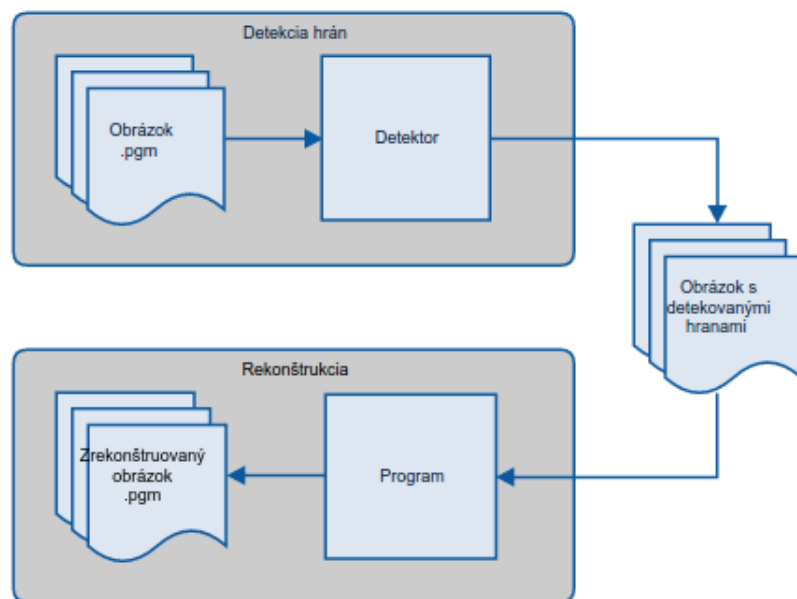 Detekcia hrán
Obrázok
.pgm
Detektor
Obrázok s
detekovanými
hranami
Rekonštrukcia
Zrekonštruovaný
obrázok
.pgm
Program